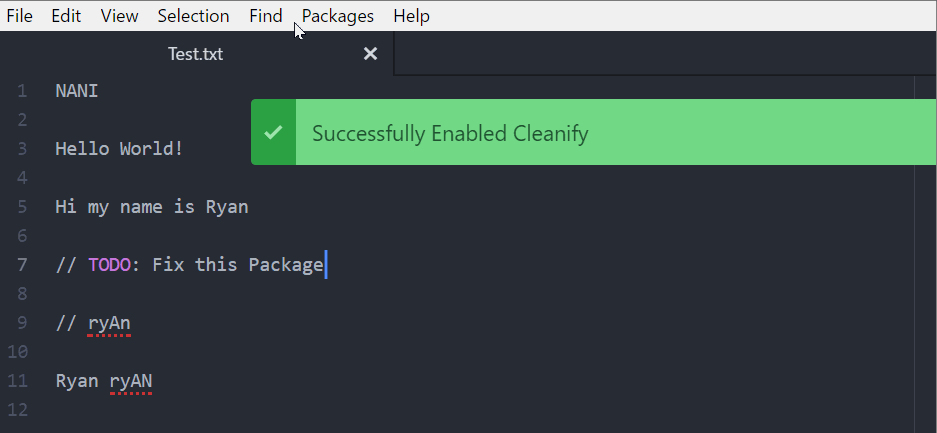 File Edit View Selection Find Packages Help
Test.txt
1 NANI
Successfully Enabled Cleanify
2
3 Hello World!
4
5 Hi my name is Ryan
6
7 // TODO: Fix this Package
8
9 // ryAn
10
11 Ryan ryAN
12